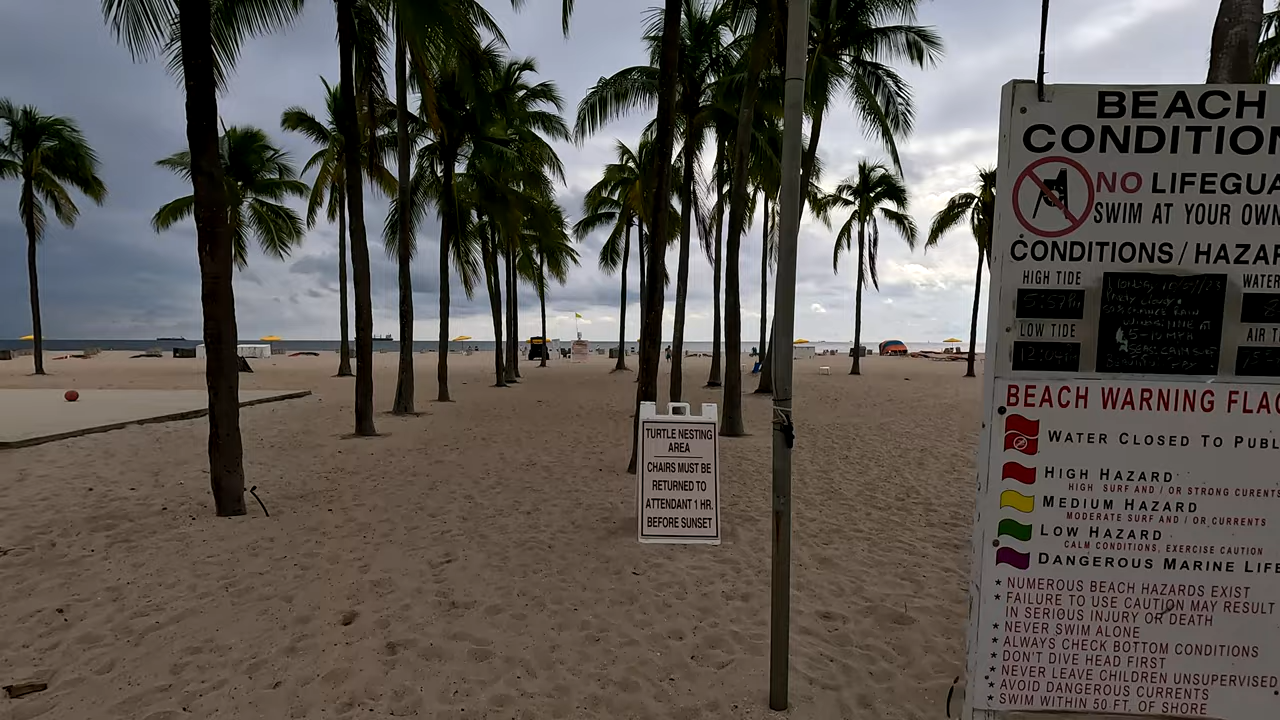 TURTLE NESTING
AREA
CHAIRS MUST BE
RETURNED TO
ATTENDANT 1 HR.
BEFORE SUNSET
BEACH
CONDITION
NO LIFEGUA
SWIM AT YOUR OWN
CONDITIONS / HAZAR
HIGH TIDE
WATER
5:57P
LOW TIDE
AIR T
BEACH WARNING FLAG
WATER CLOSED TO PUBL
HIGH HAZARD
HIGH SURF AND / OR STRONG CURENTS
MEDIUM HAZARD
MODERATE SURF AND / OR CURRENTS
LOW HAZARD
CALM CONDITIONS, EXERCISE CAUTION
DANGEROUS MARINE LIFE
* NUMEROUS BEACH HAZARDS EXIST
* FAILURE TO USE CAUTION MAY RESULT
IN SERIOUS INJURY OR DEATH
* NEVER SWIM ALONE
* ALWAYS CHECK BOTTOM CONDITIONS
* DON'T DIVE HEAD FIRST
* NEVER LEAVE CHILDREN UNSUPERVISED
* AVOID DANGEROUS CURRENTS
* SWIM WITHIN 50 FT. OF SHORE